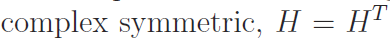 complex symmetric, $H = H^T$